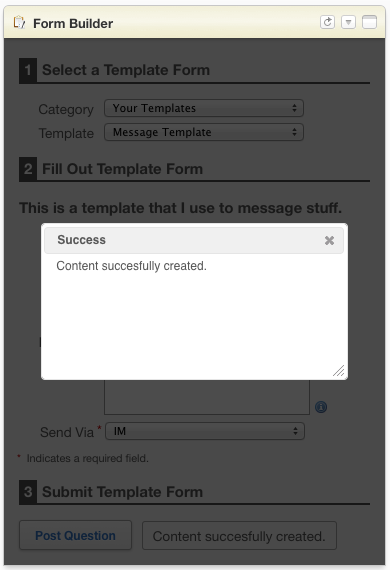 Form Builder
1 Select a Template Form
Category Your Templates
Template Message Template
2 Fill Out Template Form
This is a template that I use to message stuff.
Success
Content succesfully created.
Send Via * IM
* Indicates a required field.
3 Submit Template Form
Post Question Content succesfully created.